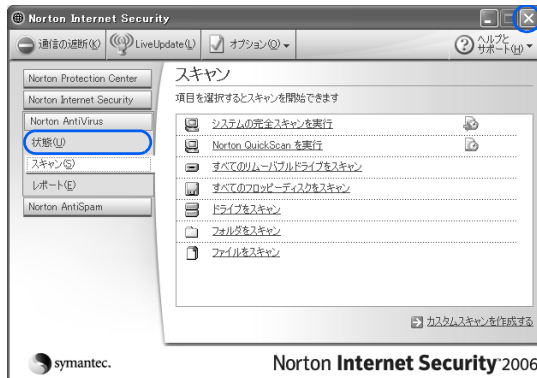 Norton Internet Security
通信の遮断(K) LiveUpdate(L) オプション(O) ヘルプと
サポート(H)
Norton Protection Center
Norton Internet Security
Norton AntiVirus
状態(U)
スキャン(S)
レポート(E)
Norton AntiSpam
スキャン
項目を選択するとスキャンを開始できます
システムの完全スキャンを実行
Norton QuickScan を実行
すべてのリムーバブルドライブをスキャン
すべてのフロッピーディスクをスキャン
ドライブをスキャン
フォルダをスキャン
ファイルをスキャン
カスタムスキャンを作成する
symantec.
Norton Internet Security™2006